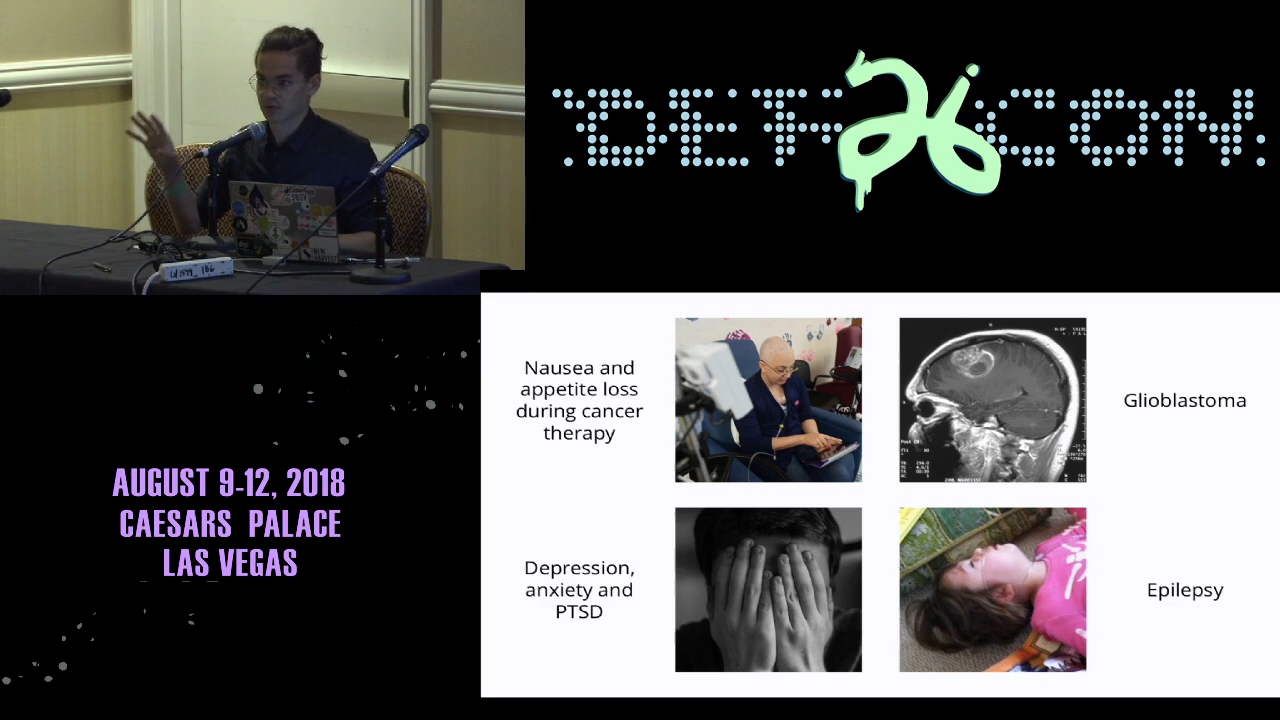 DEF 26 CON
AUGUST 9-12, 2018
CAESARS PALACE
LAS VEGAS
Nausea and
appetite loss
during cancer
therapy
Glioblastoma
Depression,
anxiety and
PTSD
Epilepsy